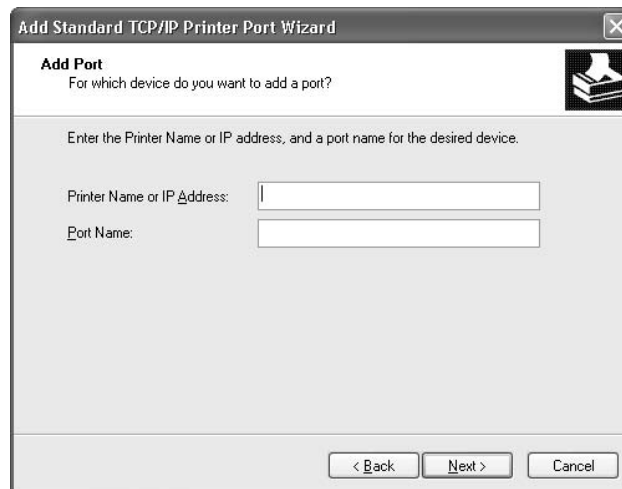 Add Standard TCP/IP Printer Port Wizard
Add Port
For which device do you want to add a port?
Enter the Printer Name or IP address, and a port name for the desired device.
Printer Name or IP Address:
Port Name:
< Back
Next >
Cancel